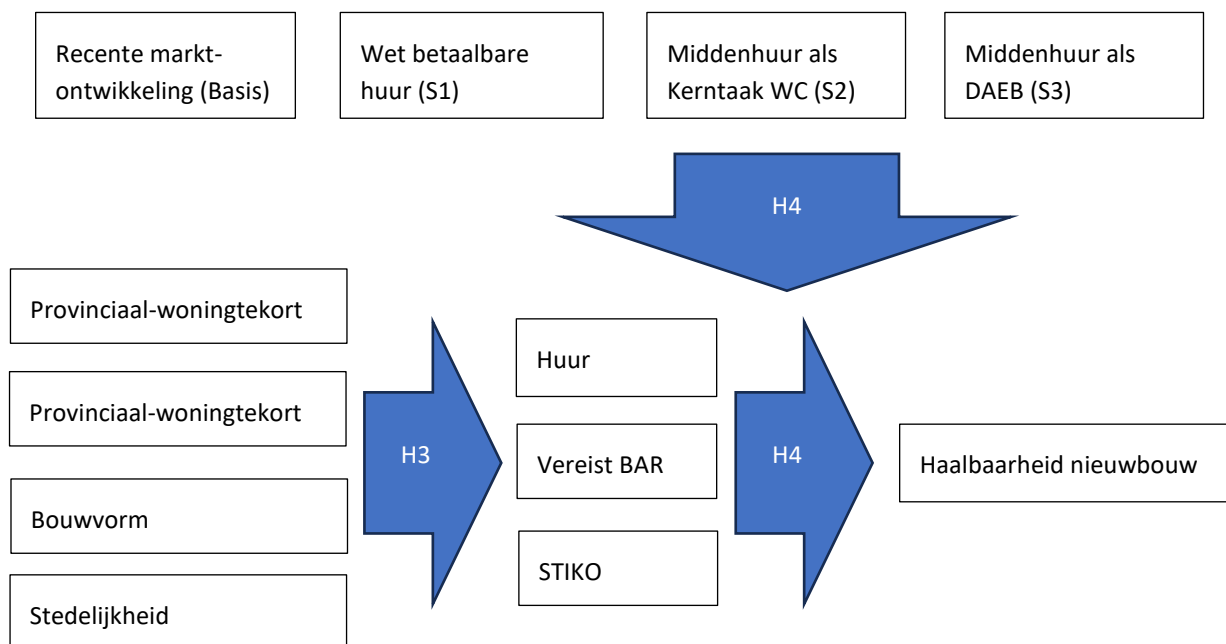 Recente markt-
ontwikkeling (Basis)
Wet betaalbare
huur (S1)
Middenhuur als
Kerntaak WC (S2)
Middenhuur als
DAEB (S3)
H4
Provinciaal-woningtekort
Provinciaal-woningtekort
Bouwvorm
Stedelijkheid
H3
Huur
Vereist BAR
STIKO
H4
Haalbaarheid nieuwbouw